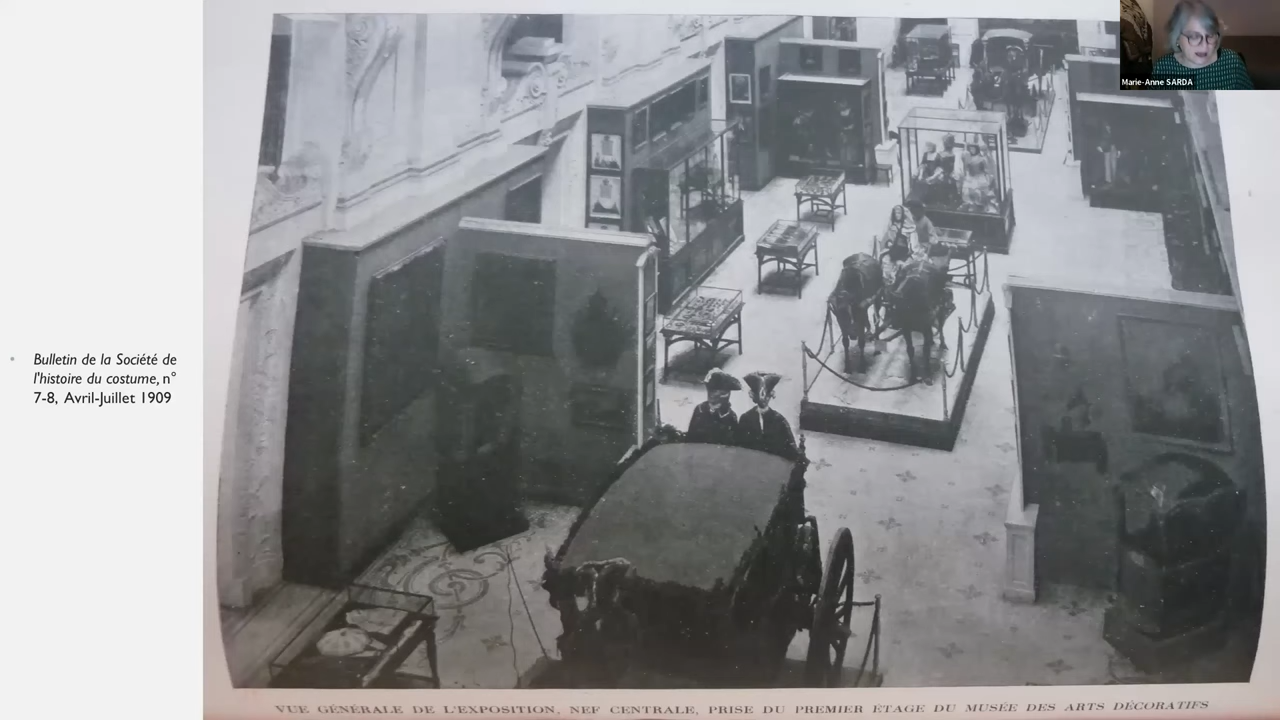 Marie-Anne SARDA
• Bulletin de la Société de
l'histoire du costume, n°
7-8, Avril-Juillet 1909
VUE GÉNÉRALE DE L'EXPOSITION, NEF CENTRALE, PRISE DU PREMIER ÉTAGE DU MUSÉE DES ARTS DÉCORATIFS